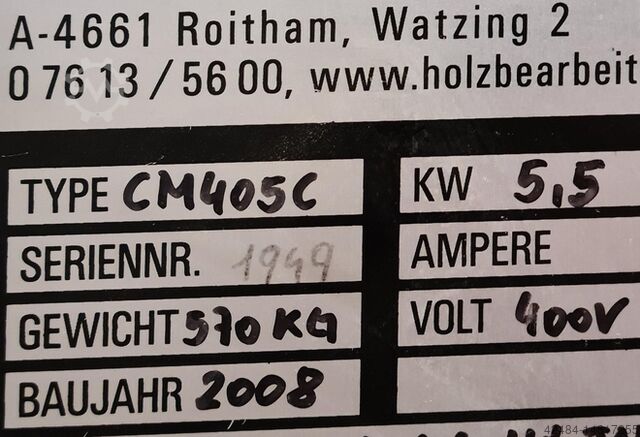 A-4661 Roitham, Watzing 2
0 76 13 / 56 00, www.holzbearbeit
TYPE CM405C KW 5,5
SERIENNR. 1949 AMPERE
GEWICHT 570 KG VOLT 400V
BAUJAHR 2008